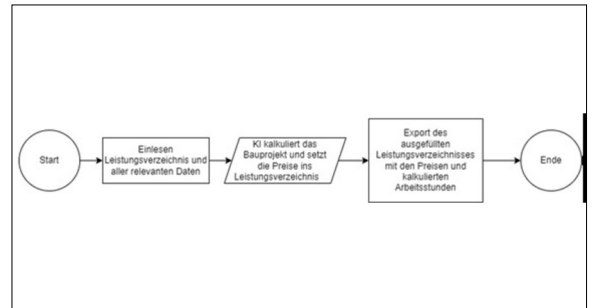 Start
Einlesen
Leistungsverzeichnis und
aller relevanten Daten
KI kalkuliert das
Bauprojekt und setzt
die Preise ins
Leistungsverzeichnis
Export des
ausgefüllten
Leistungsverzeichnisses
mit den Preisen und
kalkulierten
Arbeitsstunden
Ende